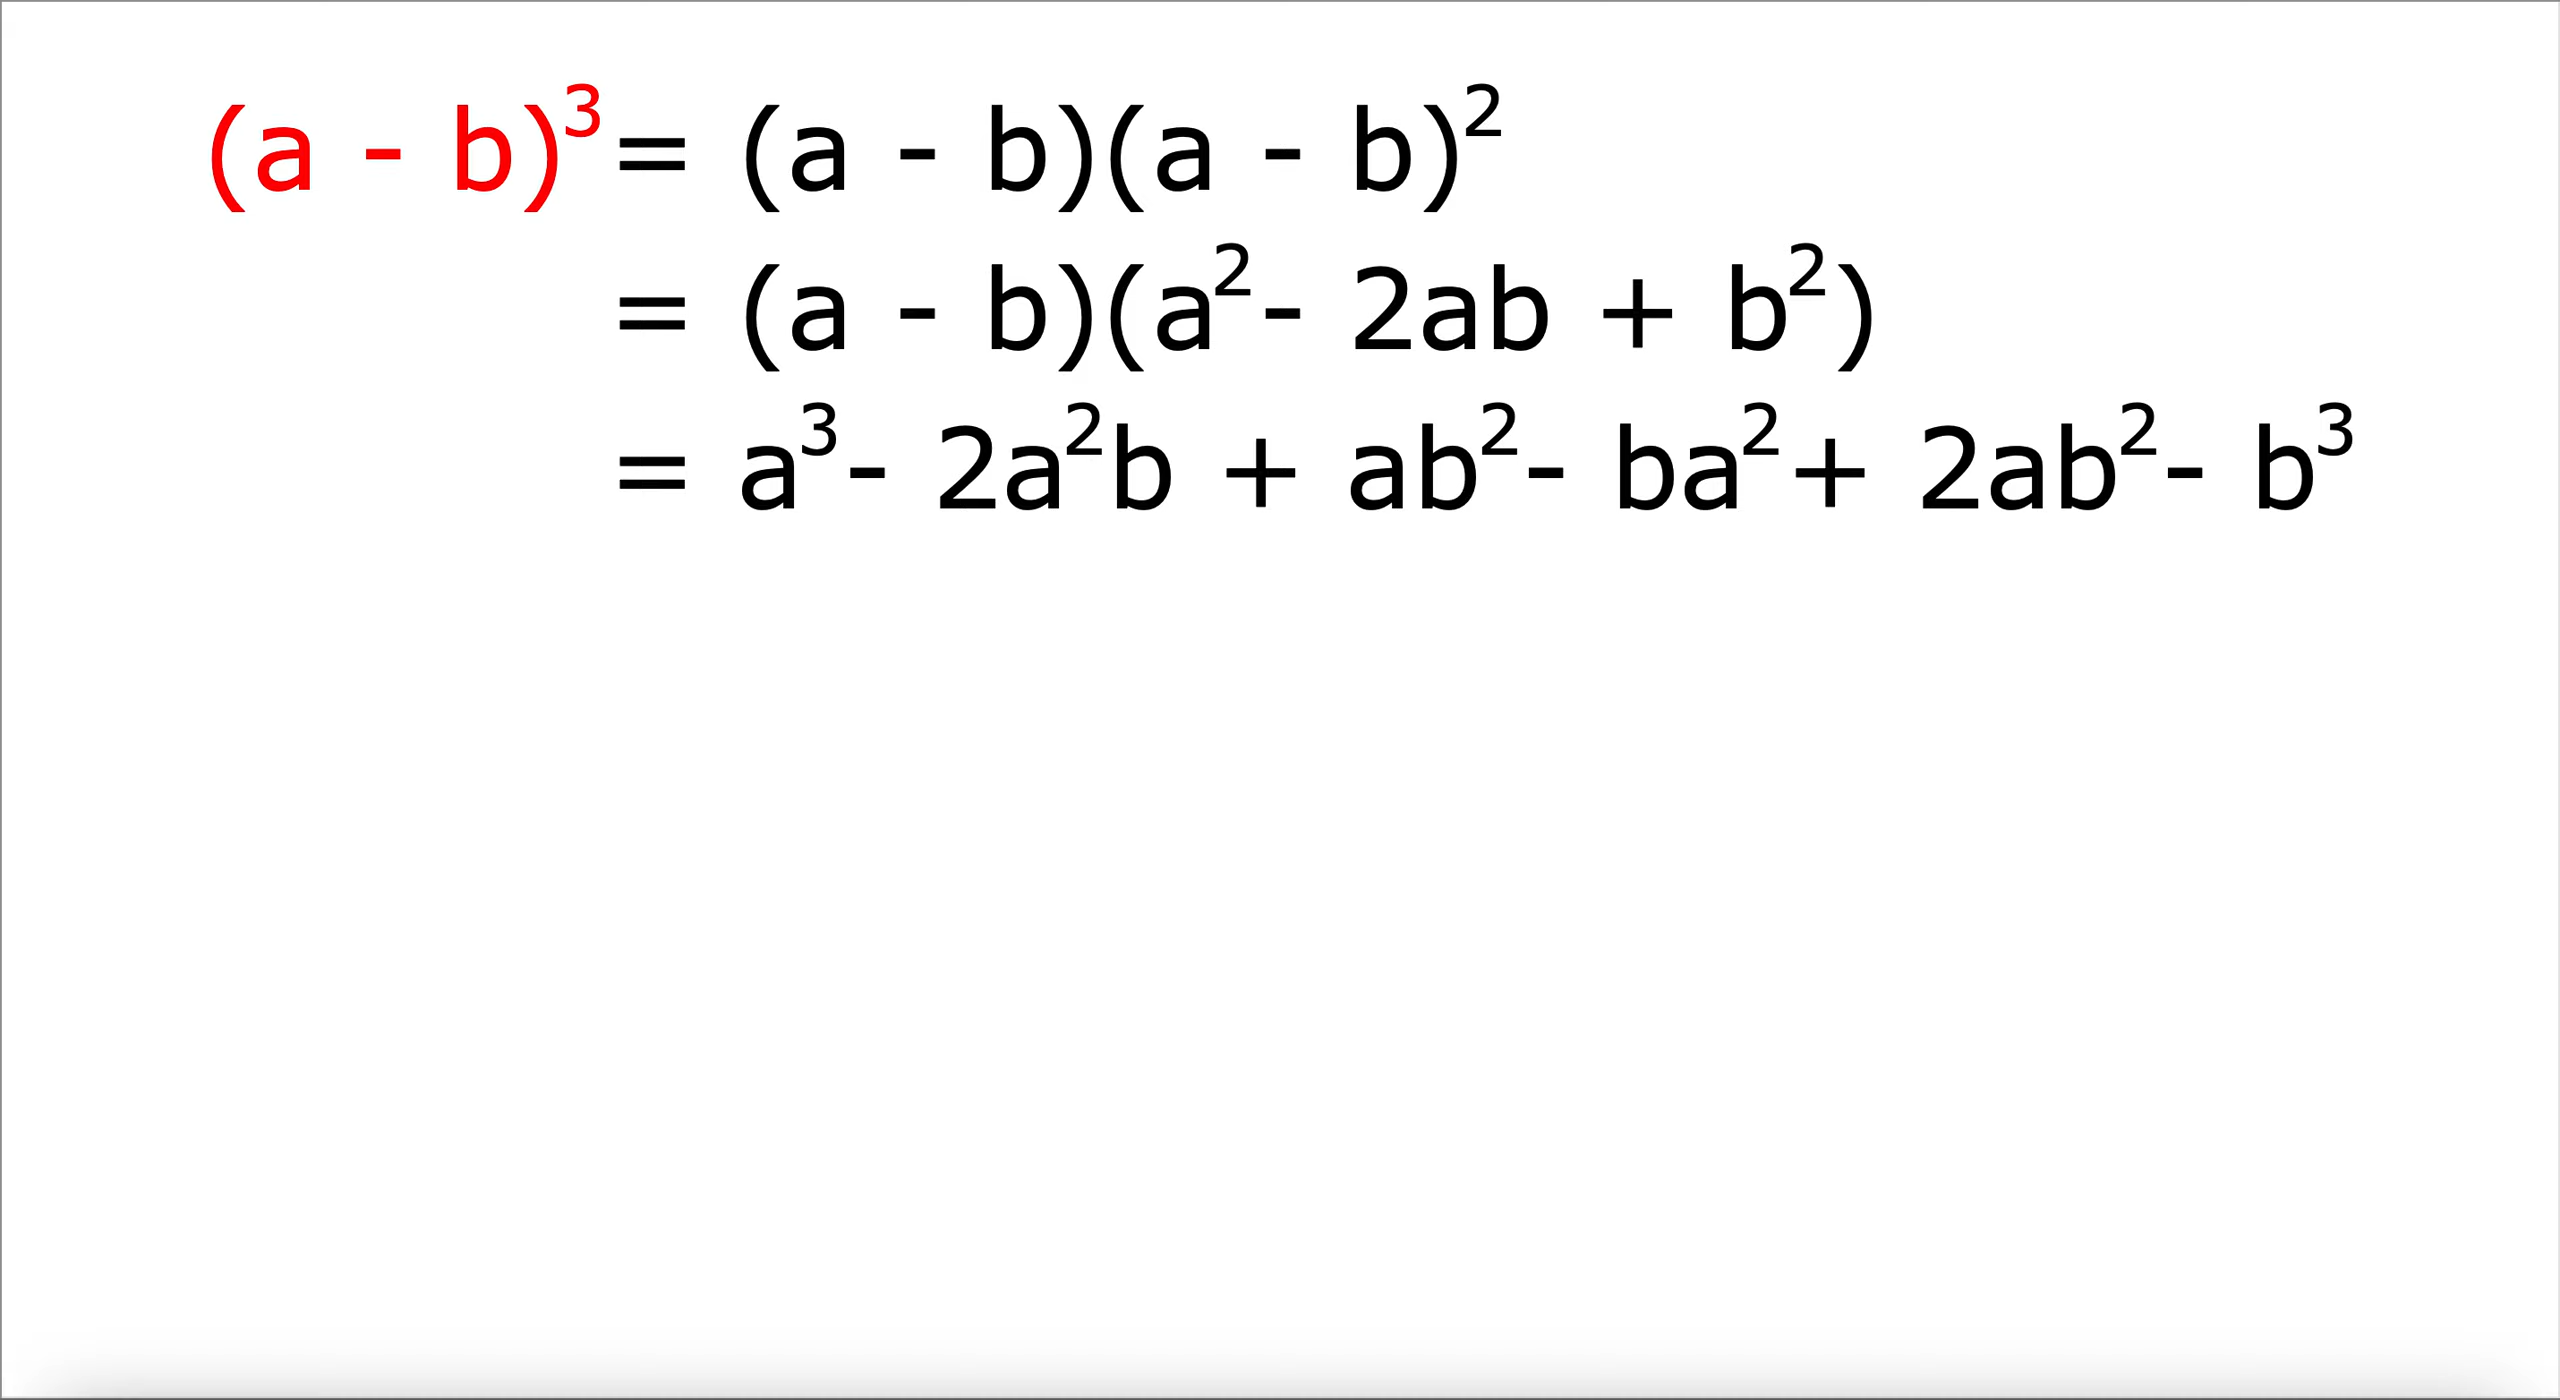 (a - b)³= (a - b)(a - b)²
= (a - b)(a²- 2ab + b²)
= a³- 2a²b + ab²- ba²+ 2ab²- b³